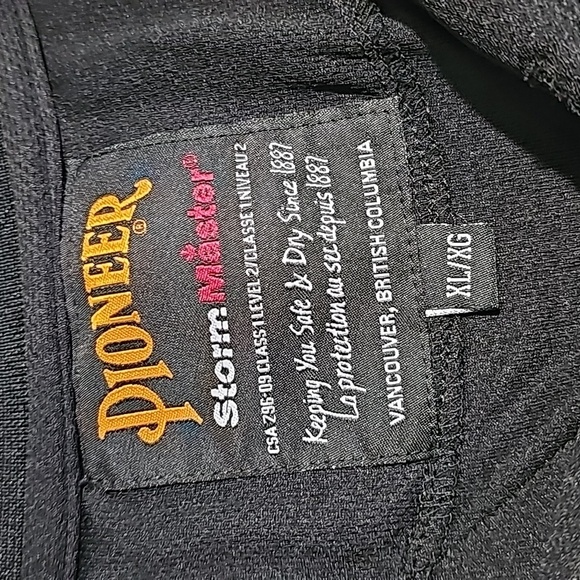 PIONEER®
storm Master®
CSA Z96-09 CLASS 1 LEVEL 2/CLASSE 1 NIVEAU 2
Keeping You Safe & Dry Since 1887
La protection au sec depuis 1887
VANCOUVER, BRITISH COLUMBIA
XL/XG